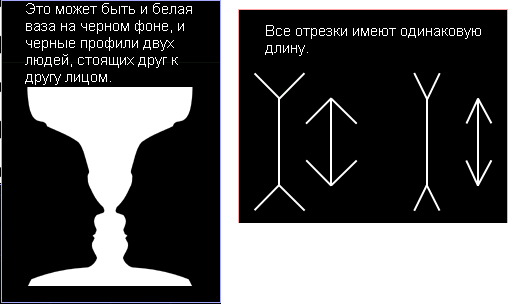 Это может быть и белая
ваза на черном фоне, и
черные профили двух
людей, стоящих друг к
другу лицом.
Все отрезки имеют одинаковую
длину.